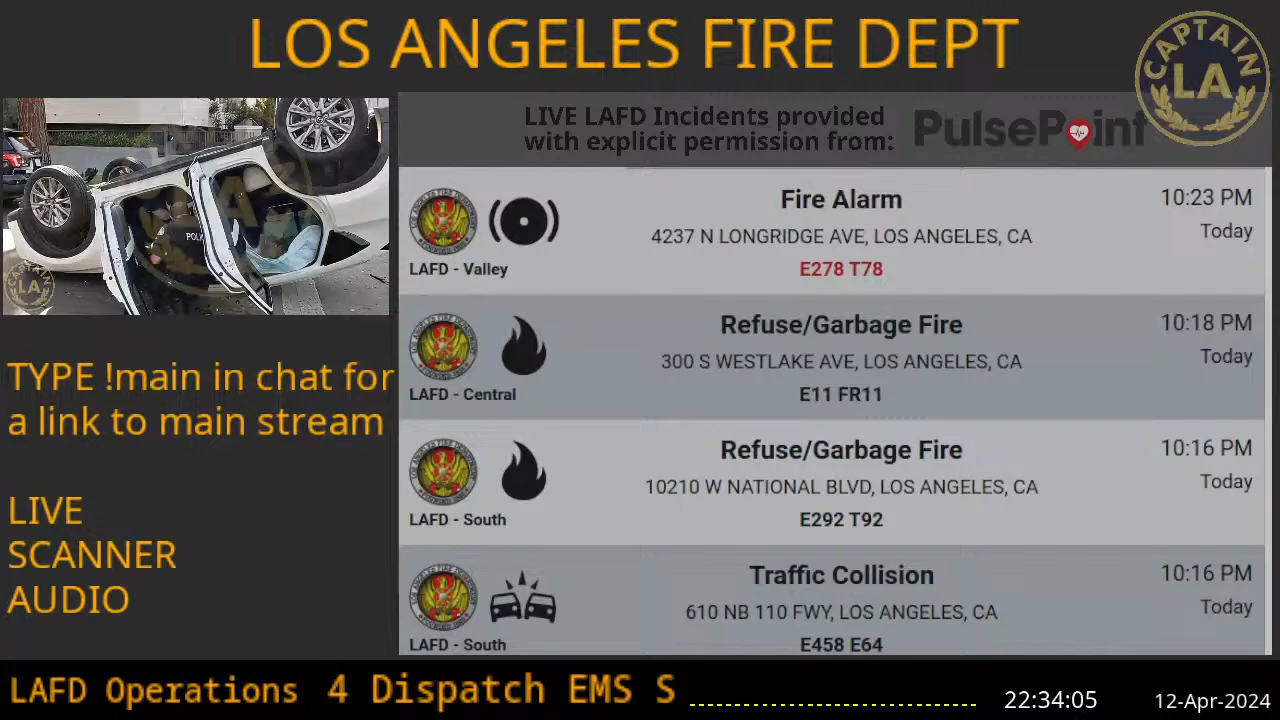 LOS ANGELES FIRE DEPT
CAPTAIN
LA
LIVE LAFD Incidents provided
with explicit permission from:
PulsePoint
Fire Alarm
10:23 PM
4237 N LONGRIDGE AVE, LOS ANGELES, CA
Today
LAFD - Valley
E278 T78
Refuse/Garbage Fire
10:18 PM
300 S WESTLAKE AVE, LOS ANGELES, CA
Today
LAFD - Central
E11 FR11
Refuse/Garbage Fire
10:16 PM
10210 W NATIONAL BLVD, LOS ANGELES, CA
Today
LAFD - South
E292 T92
Traffic Collision
10:16 PM
610 NB 110 FWY, LOS ANGELES, CA
Today
LAFD - South
E458 E64
CAPTAIN
LA
TYPE !main in chat for
a link to main stream
LIVE
SCANNER
AUDIO
LAFD Operations 4 Dispatch EMS S
22:34:05
12-Apr-2024